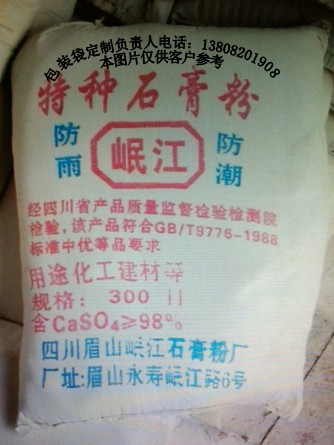 包装袋定制负责人电话：13808201908
本图片仅供客户参考
特种石膏粉
防雨
岷江
防潮
经四川省产品质量监督检验检测院
检验，该产品符合GB/T9776-1988
标准中优等品要求
用途化工建材等
规格：300 目
含CaSO₄≥98%
四川眉山岷江石膏粉厂
厂址:眉山永寿岷江路6号